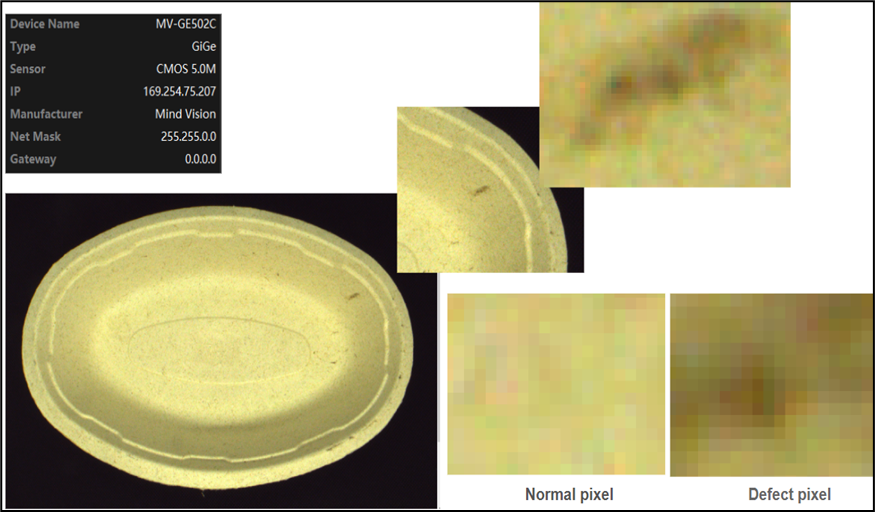 Device Name MV-GE502C
Type GiGe
Sensor CMOS 5.0M
IP 169.254.75.207
Manufacturer Mind Vision
Net Mask 255.255.0.0
Gateway 0.0.0.0
Normal pixel Defect pixel